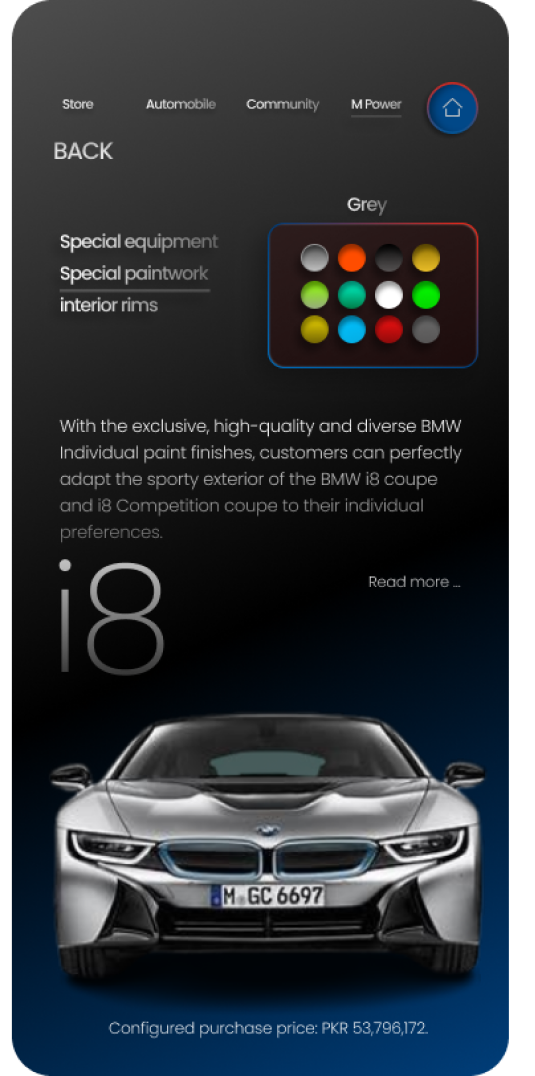 Store Automobile Community M Power
BACK
Grey
Special equipment
Special paintwork
interior rims
With the exclusive, high-quality and diverse BMW
Individual paint finishes, customers can perfectly
adapt the sporty exterior of the BMW i8 coupe
and i8 Competition coupe to their individual
preferences.
i8
Read more ...
M GC 6697
Configured purchase price: PKR 53,796,172.